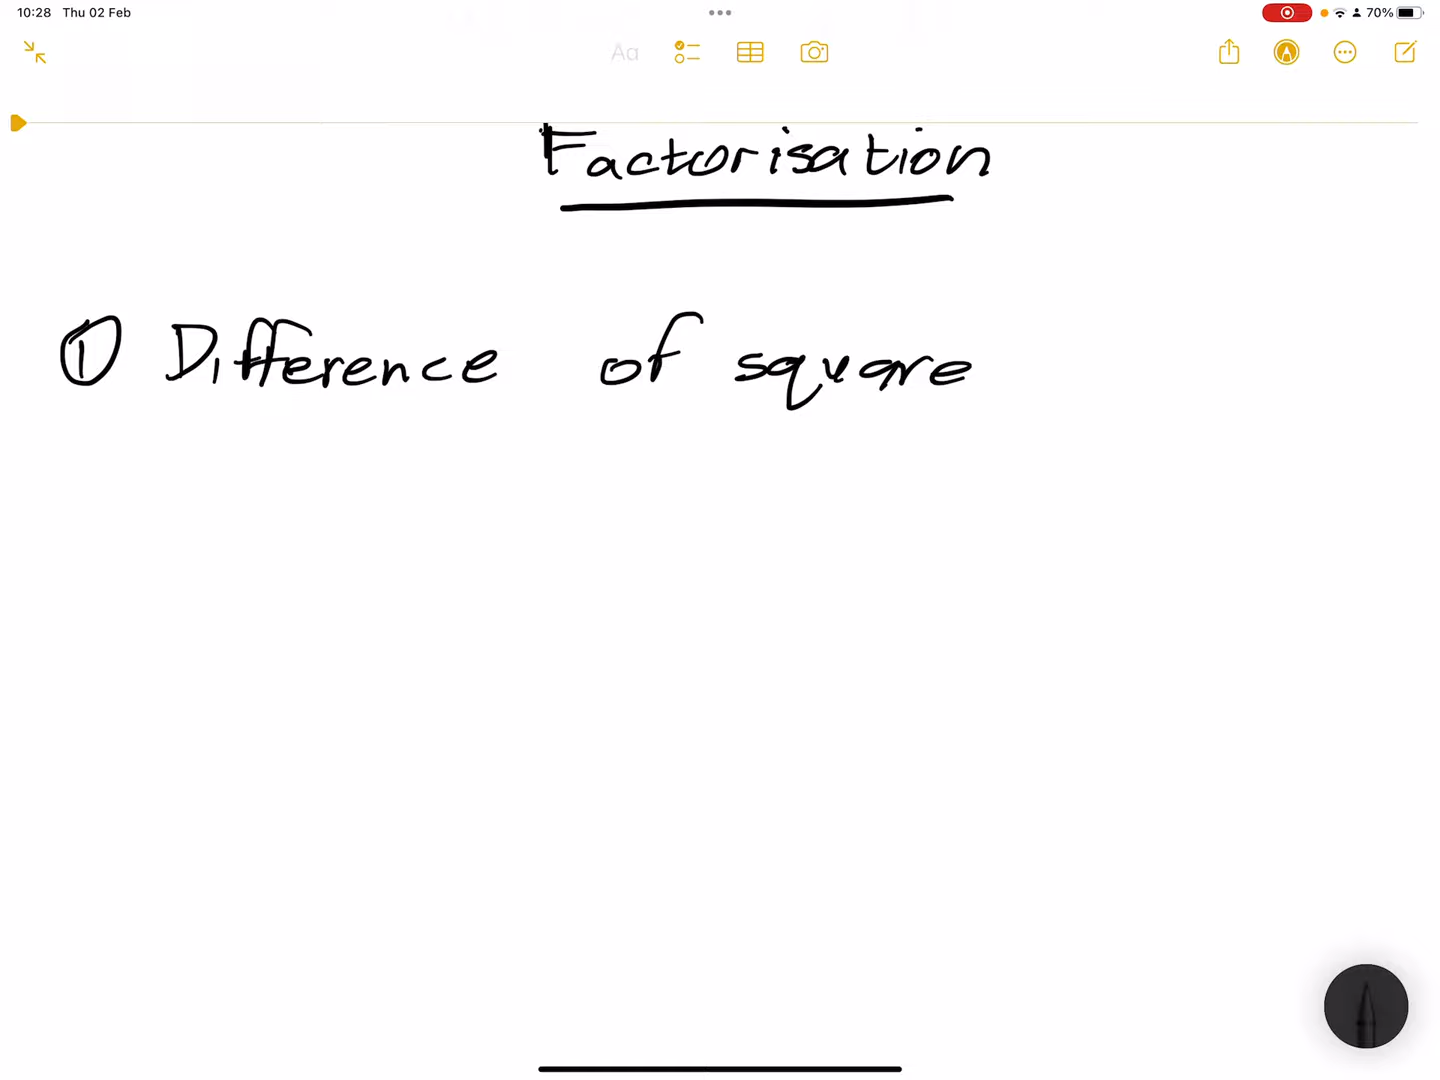 10:28 Thu 02 Feb 70%
Aa
Factorisation
① Difference of square